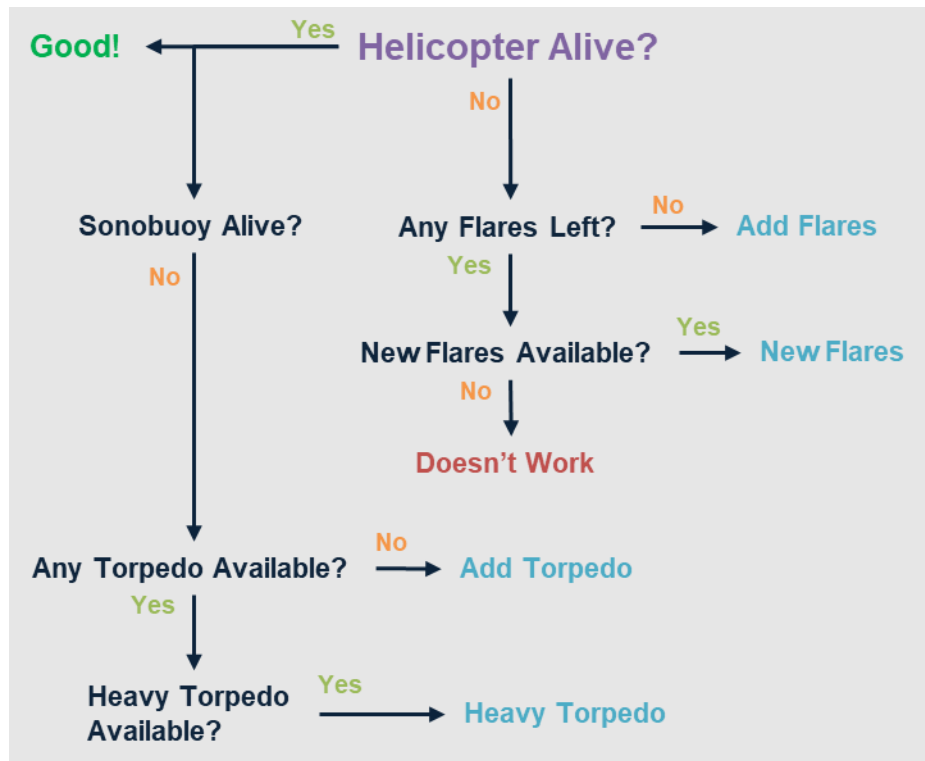 Good!
Yes
Helicopter Alive?
No
Sonobuoy Alive?
Any Flares Left?
No
Add Flares
No
Yes
New Flares Available?
Yes
New Flares
No
Doesn't Work
Any Torpedo Available?
No
Add Torpedo
Yes
Heavy Torpedo
Available?
Yes
Heavy Torpedo